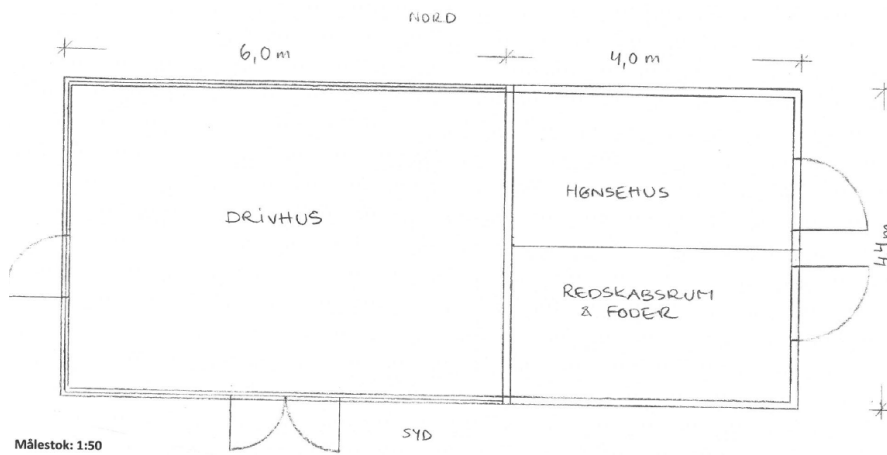 NORD
6,0 m
4,0 m
DRIVHUS
HØNSEHUS
4,4 m
REDSKABSRUM
& FODER
SYD
Målestok: 1:50